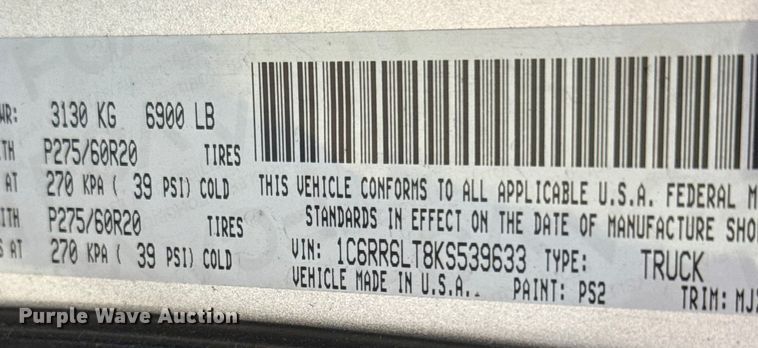 WR: 3130 KG 6900 LB
ITH P275/60R20 TIRES
AT 270 KPA ( 39 PSI) COLD
ITH P275/60R20 TIRES
S AT 270 KPA ( 39 PSI) COLD
THIS VEHICLE CONFORMS TO ALL APPLICABLE U.S.A. FEDERAL M
STANDARDS IN EFFECT ON THE DATE OF MANUFACTURE SHO
VIN: 1C6RR6LT8KS539633 TYPE: TRUCK
VEHICLE MADE IN U.S.A. PAINT: PS2 TRIM: MJ
Purple Wave Auction